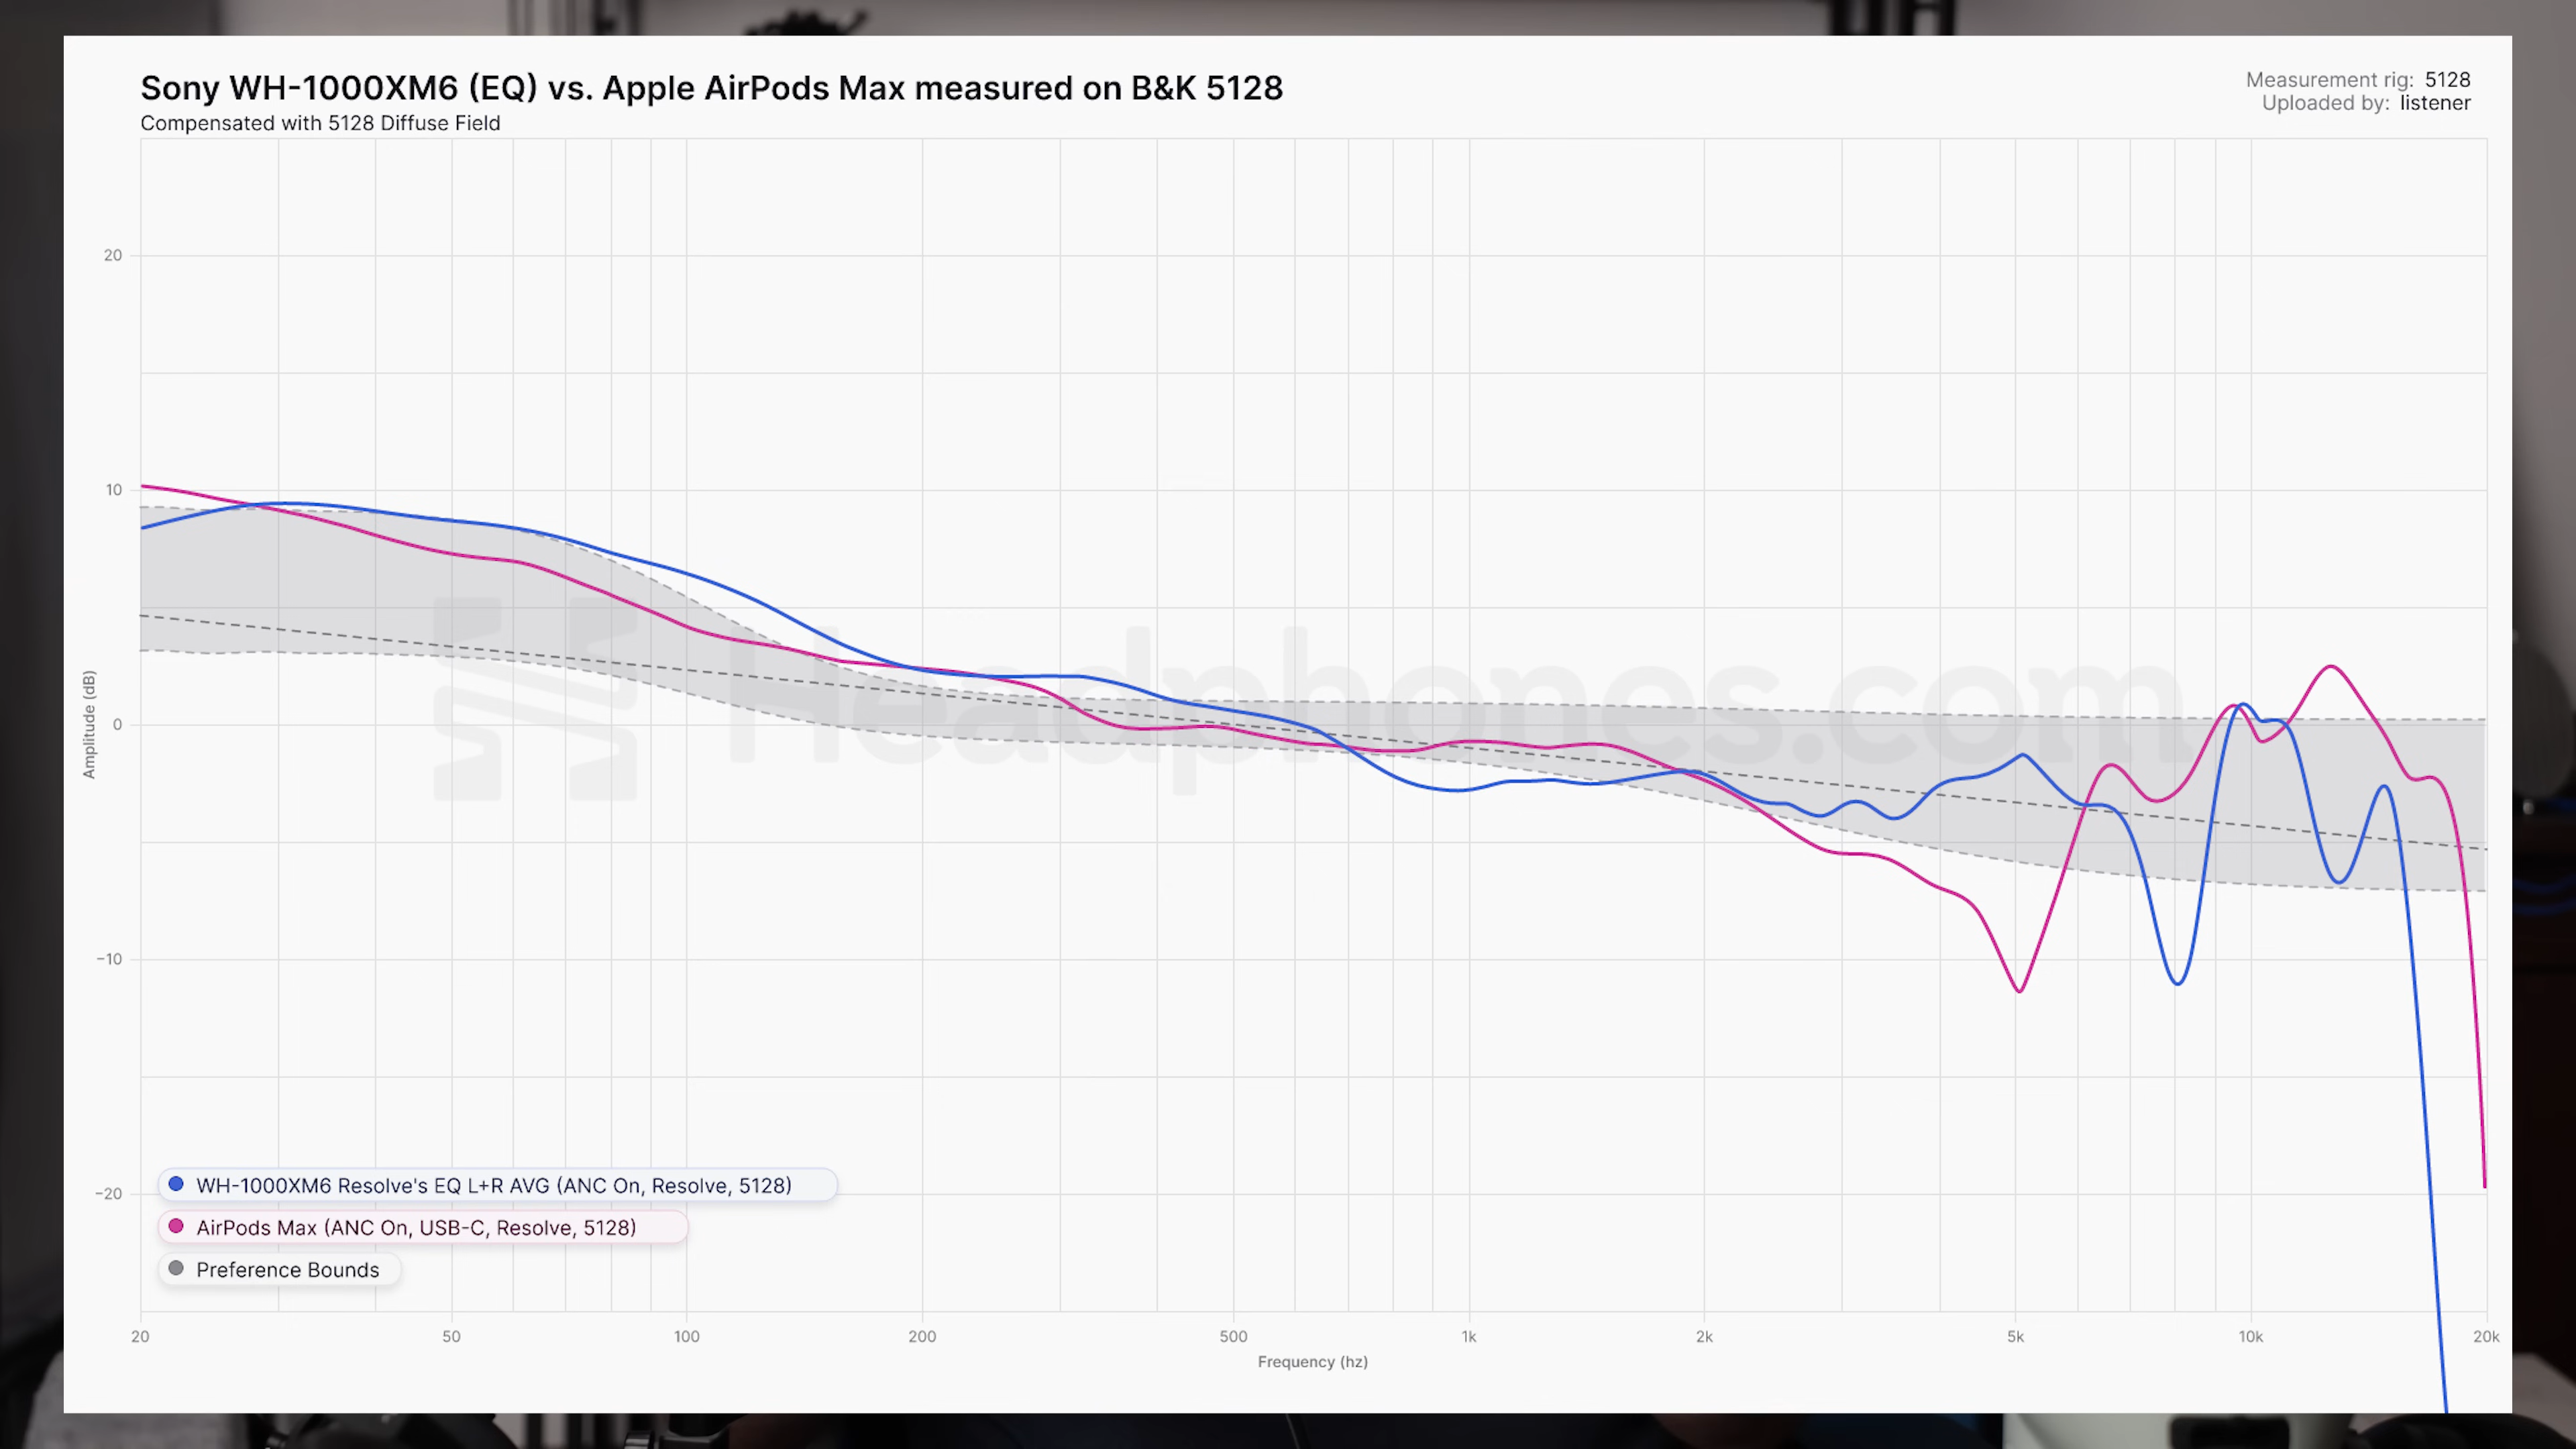 Sony WH-1000XM6 (EQ) vs. Apple AirPods Max measured on B&K 5128
Compensated with 5128 Diffuse Field
Measurement rig: 5128
Uploaded by: listener
20
10
0
−10
−20
Amplitude (dB)
Headphones.com
WH-1000XM6 Resolve's EQ L+R AVG (ANC On, Resolve, 5128)
AirPods Max (ANC On, USB-C, Resolve, 5128)
Preference Bounds
20 50 100 200 500 1k 2k 5k 10k 20k
Frequency (hz)